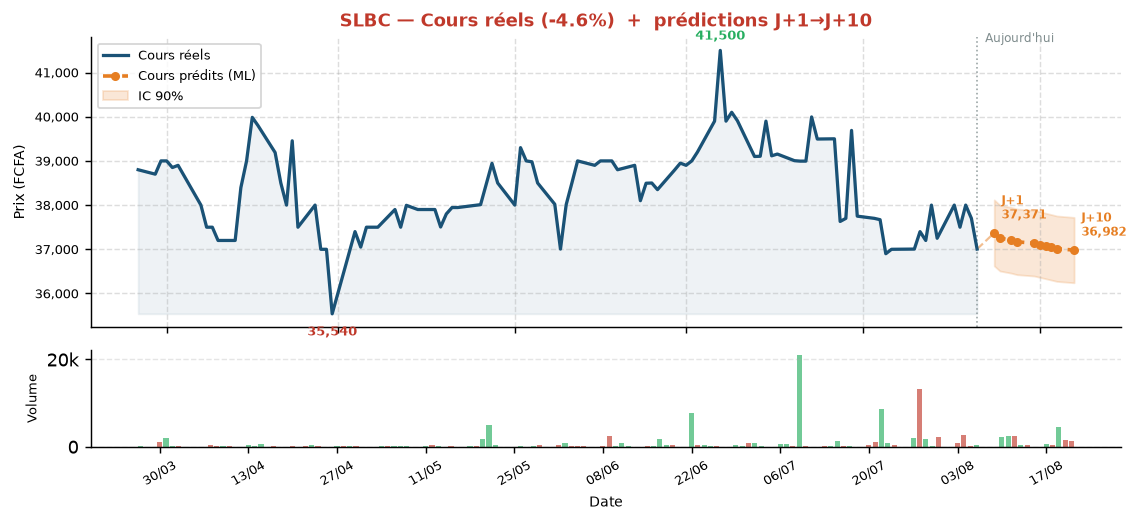 SLBC — Cours réels (-4.6%) + prédictions J+1→J+10
41,500
Aujourd'hui
Cours réels
Cours prédits (ML)
IC 90%
41,000
40,000
39,000
38,000
37,000
36,000
Prix (FCFA)
J+1
37,371
J+10
36,982
35,540
20k
0
Volume
30/03
13/04
27/04
11/05
25/05
08/06
22/06
06/07
20/07
03/08
17/08
Date